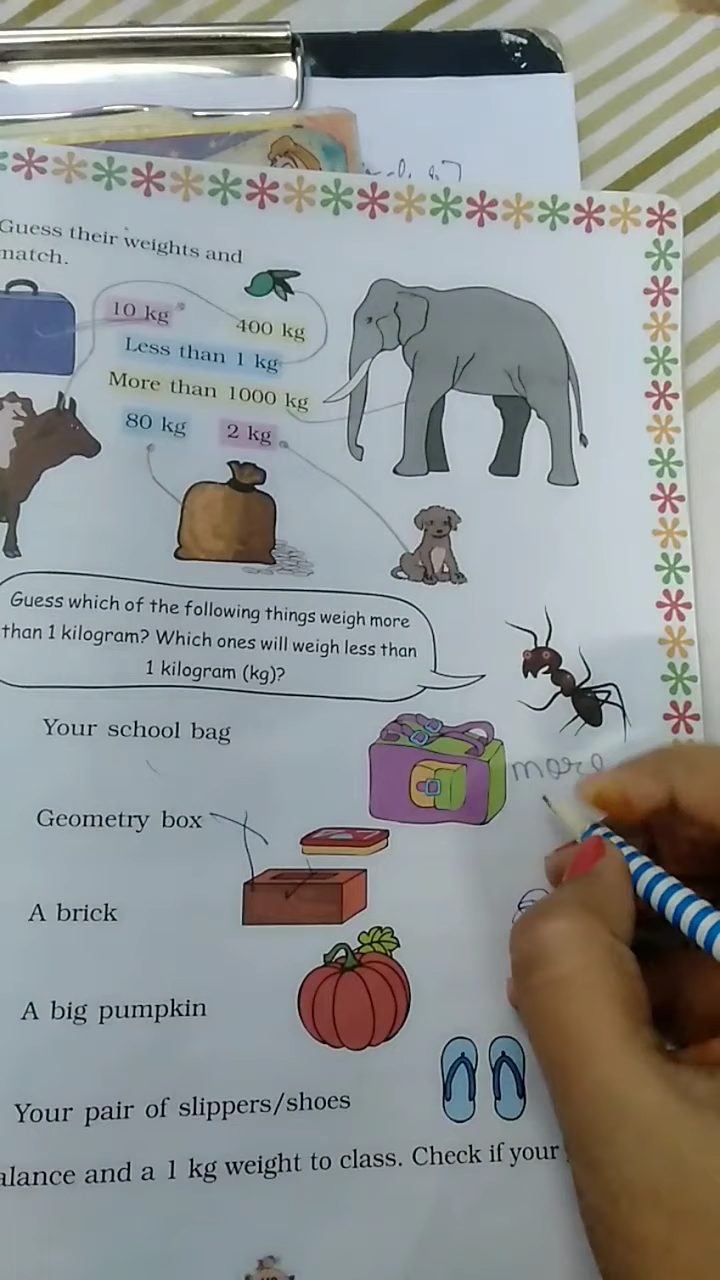 Guess their weights and
match.
10 kg
400 kg
Less than 1 kg
More than 1000 kg
80 kg 2 kg
Guess which of the following things weigh more
than 1 kilogram? Which ones will weigh less than
1 kilogram (kg)?
Your school bag
more
Geometry box
A brick
A big pumpkin
Your pair of slippers/shoes
alance and a 1 kg weight to class. Check if your